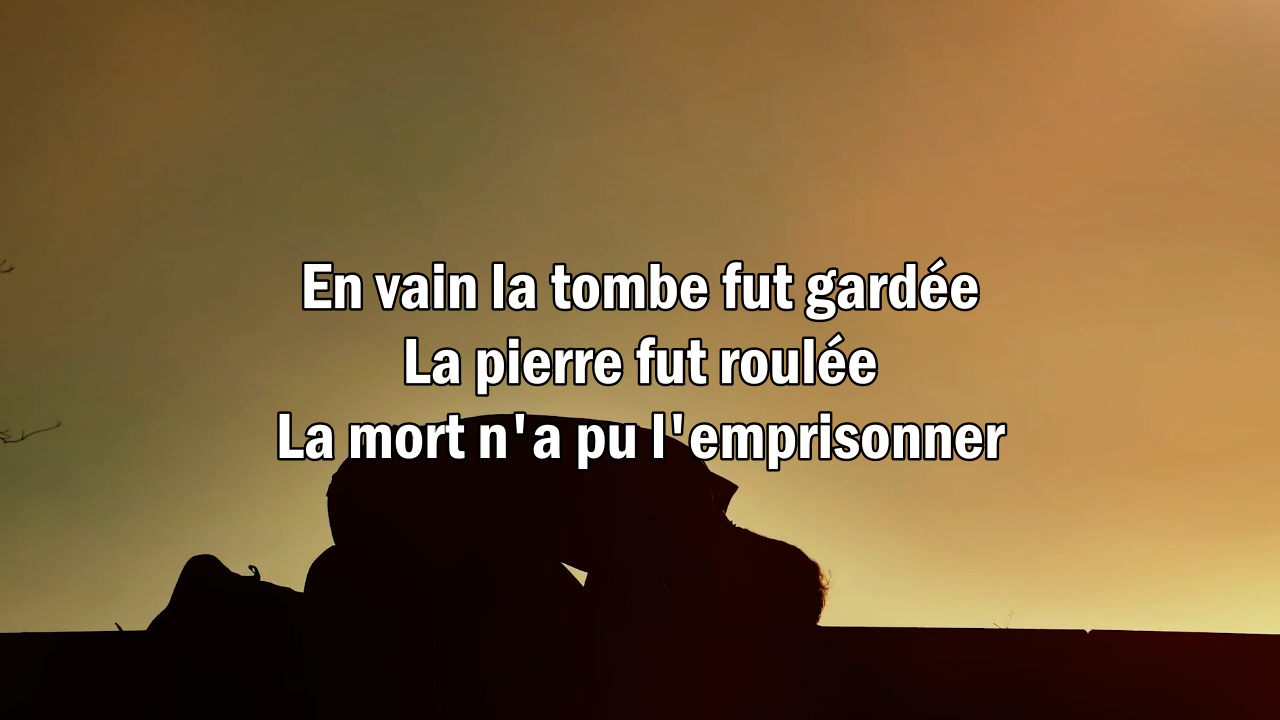 En vain la tombe fut gardée
La pierre fut roulée
La mort n'a pu l'emprisonner